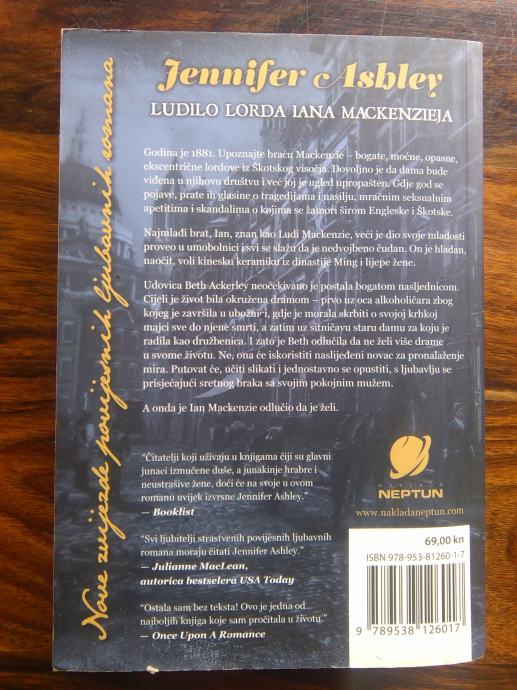 Jennifer Ashley
LUDILO LORDA IANA MACKENZIEJA
Nove zvijezde povijesnih ljubavnih romana
Godina je 1881. Upoznajte braću Mackenzie – bogate, moćne, opasne,
ekscentrične lordove iz Škotskog visočja. Dovoljno je da dama bude
viđena u njihovu društvu i već joj je ugled upropašten. Gdje god se
pojave, prate ih glasine o tragedijama i nasilju, mračnim seksualnim
apetitima i skandalima o kojima se žamori širom Engleske i Škotske.
Najmlađi brat, Ian, znan kao Ludi Mackenzie, veći je dio svoje mladosti
proveo u umobolnici i svi se slažu da je nedvojbeno čudan. On je hladan,
naočit, voli kinesku keramiku iz dinastije Ming i lijepe žene.
Udovica Beth Ackerley neočekivano je postala bogatom nasljednicom.
Cijeli je život bila okružena dramom – prvo uz oca alkoholičara zbog
kojeg je završila u ubožnici, gdje je morala skrbiti o svojoj krhkoj
majci sve do njene smrti, a zatim uz sitničavu staru damu za koju je
radila kao družbenica. I zato je Beth odlučila da ne želi više drame
u svome životu. Ne, ona će iskoristiti naslijeđeni novac za pronalaženje
mira. Putovat će, učiti slikati i jednostavno se opustiti, s ljubavlju se
prisjećajući sretnog braka sa svojim pokojnim mužem.
A onda je Ian Mackenzie odlučio da je želi.
“Čitatelji koji uživaju u knjigama čiji su glavni
junaci izmučene duše, a junakinje hrabre i
neustrašive žene, doći će na svoje u ovom
romanu uvijek izvrsne Jennifer Ashley.”
— Booklist
“Svi ljubitelji strastvenih povijesnih ljubavnih
romana moraju čitati Jennifer Ashley.”
— Julianne MacLean,
autorica bestselera USA Today
“Ostala sam bez teksta! Ovo je jedna od
najboljih knjiga koje sam pročitala u životu.”
— Once Upon A Romance
NAKLADA
NEPTUN
www.nakladaneptun.com
69,00 kn
ISBN 978-953-81260-1-7
9 789538 126017